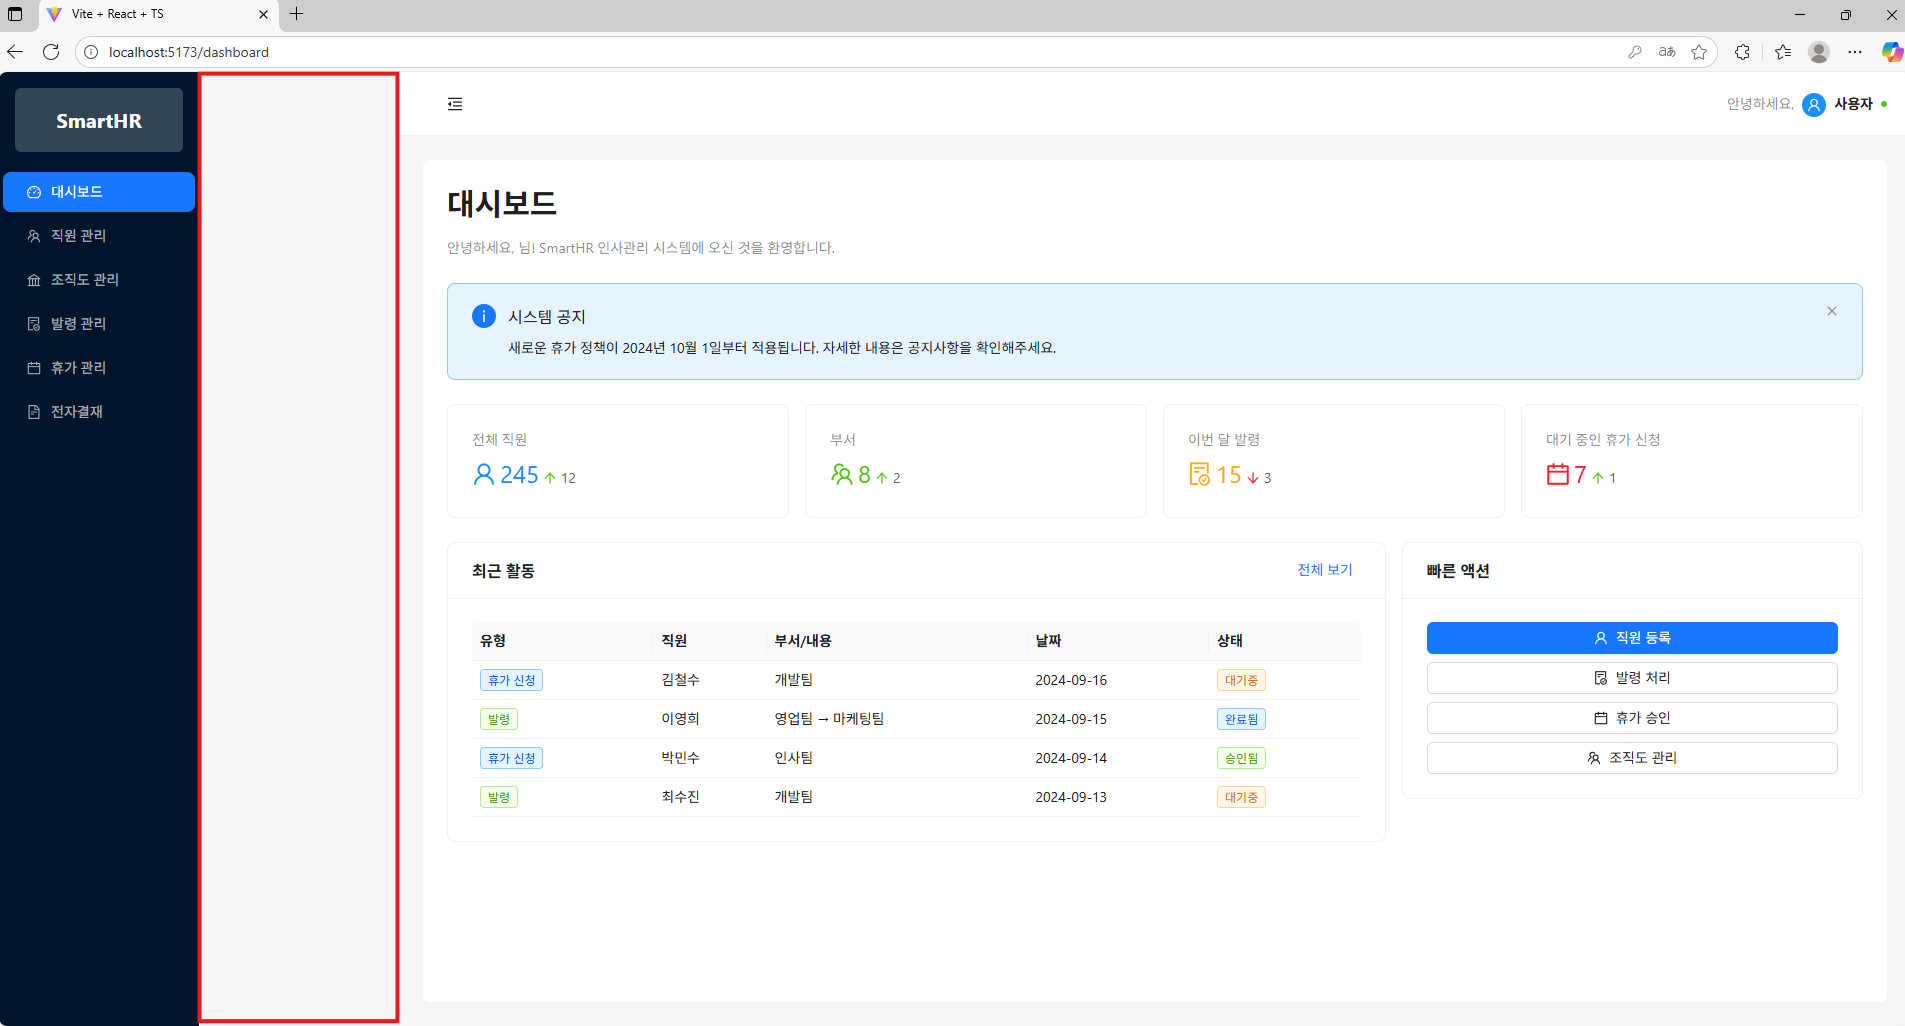 Vite + React + TS
localhost:5173/dashboard
aあ
SmartHR
안녕하세요, 사용자
대시보드
직원 관리
조직도 관리
발령 관리
휴가 관리
전자결재
대시보드
안녕하세요, 님! SmartHR 인사관리 시스템에 오신 것을 환영합니다.
시스템 공지
새로운 휴가 정책이 2024년 10월 1일부터 적용됩니다. 자세한 내용은 공지사항을 확인해주세요.
전체 직원
245 12
부서
8 2
이번 달 발령
15 3
대기 중인 휴가 신청
7 1
최근 활동 전체 보기
유형 직원 부서/내용 날짜 상태
휴가 신청 김철수 개발팀 2024-09-16 대기중
발령 이영희 영업팀 → 마케팅팀 2024-09-15 완료됨
휴가 신청 박민수 인사팀 2024-09-14 승인됨
발령 최수진 개발팀 2024-09-13 대기중
빠른 액션
직원 등록
발령 처리
휴가 승인
조직도 관리